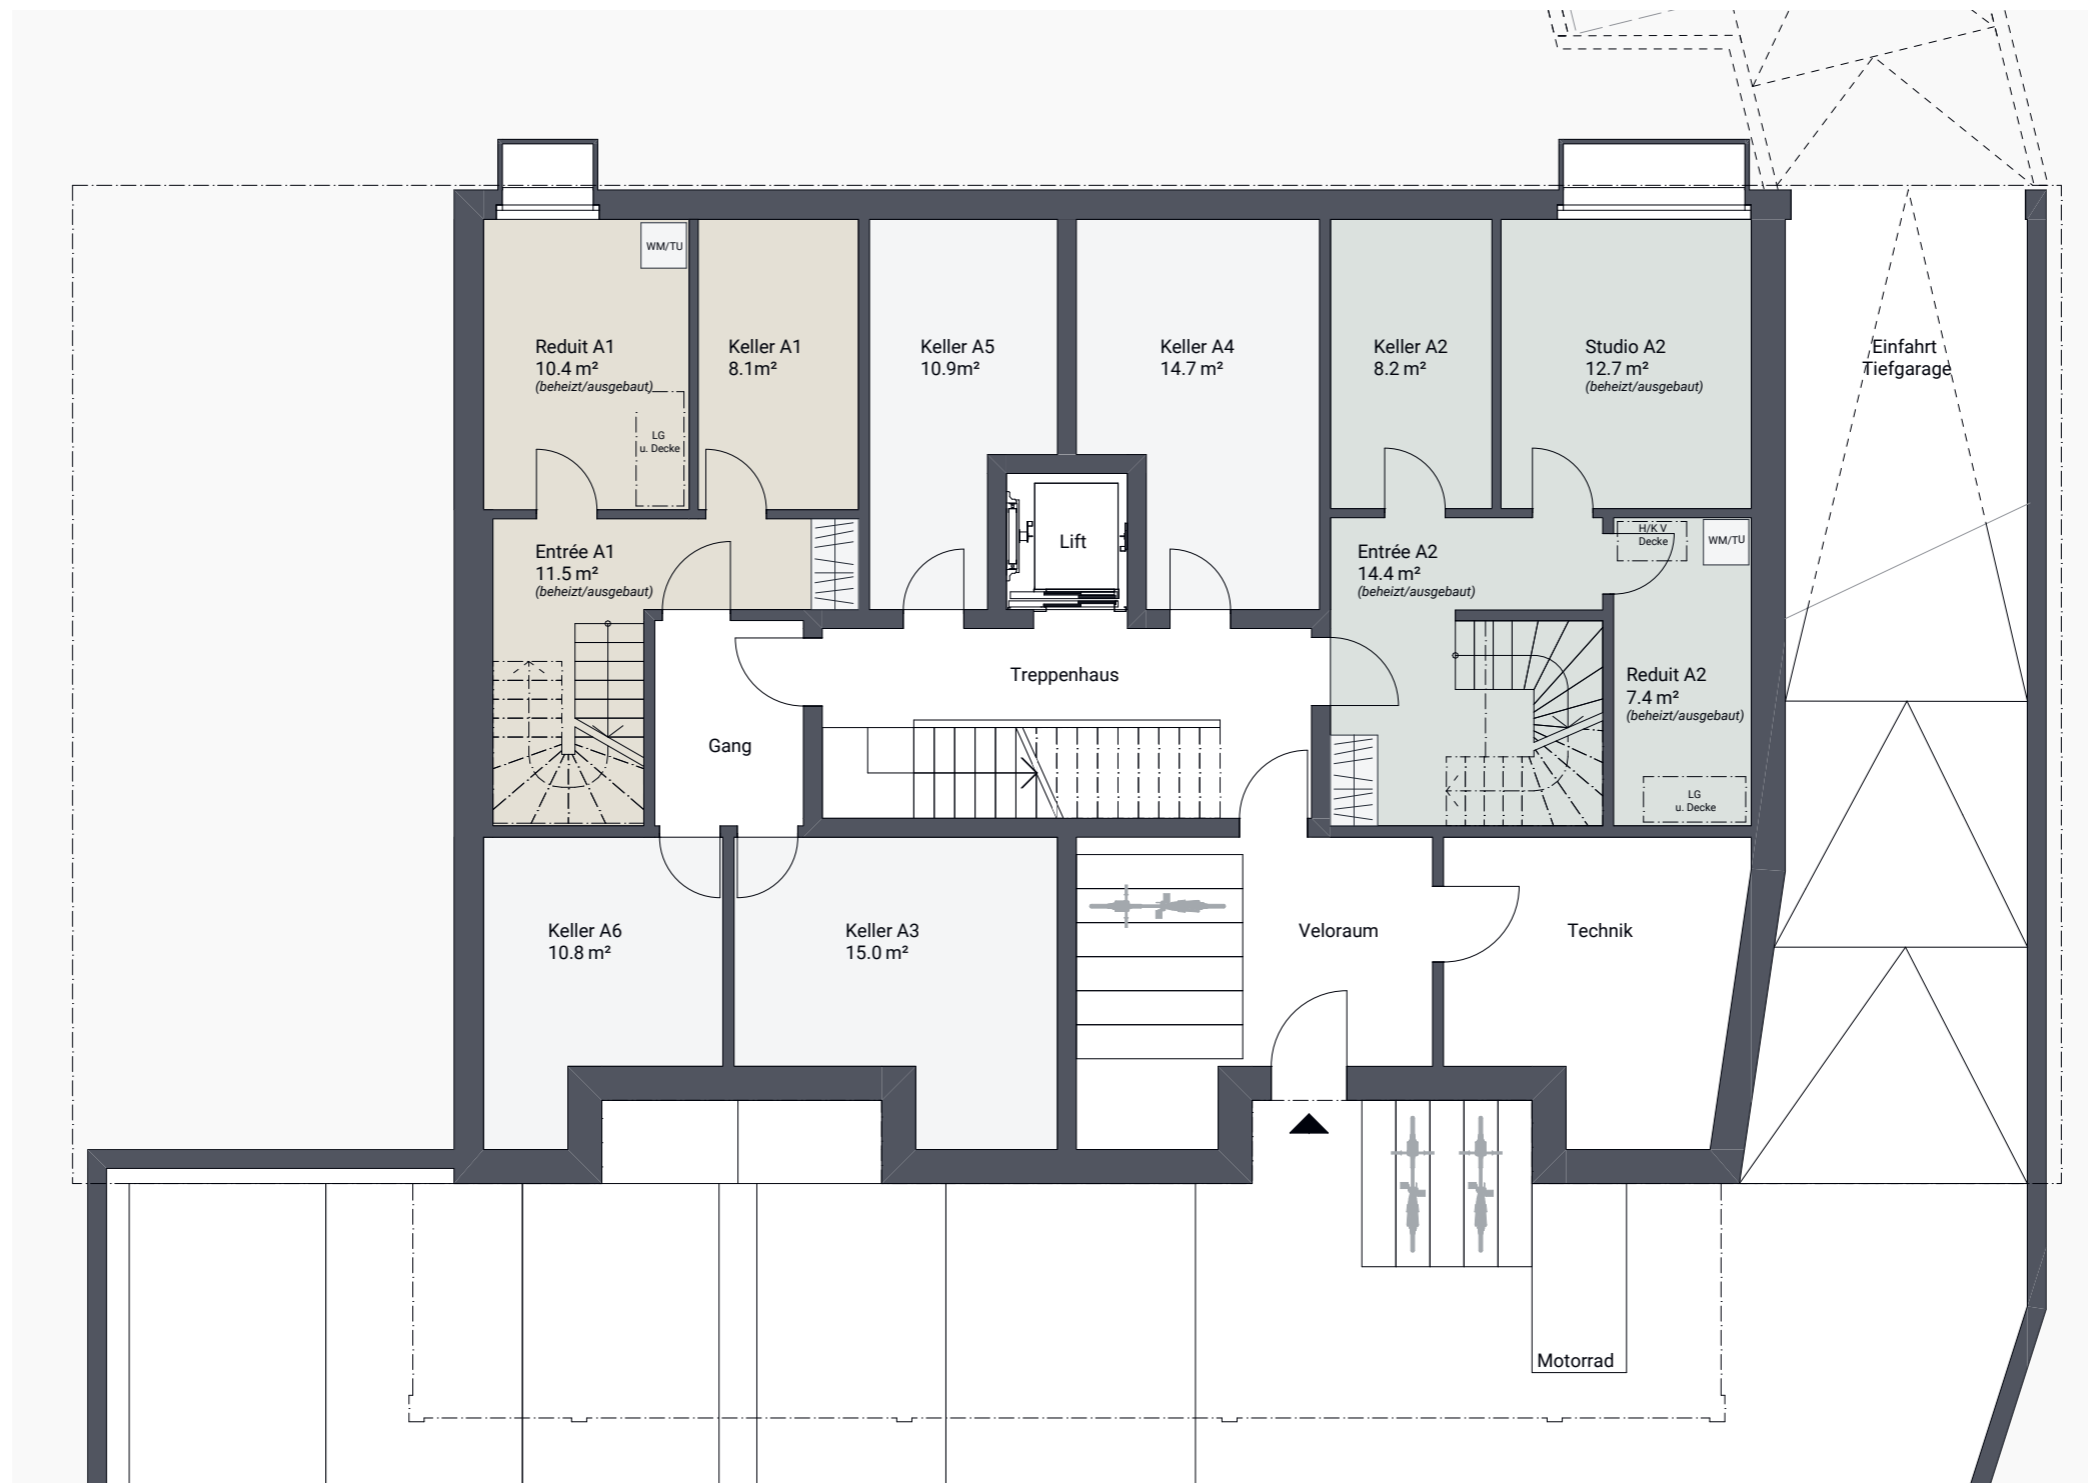 WM/TU
Reduit A1
10.4 m²
(beheizt/ausgebaut)
LG
u. Decke
Keller A1
8.1m²
Keller A5
10.9m²
Keller A4
14.7 m²
Keller A2
8.2 m²
Studio A2
12.7 m²
(beheizt/ausgebaut)
Einfahrt
Tiefgarage
Entrée A1
11.5 m²
(beheizt/ausgebaut)
Lift
Entrée A2
14.4 m²
(beheizt/ausgebaut)
H/K V
Decke
WM/TU
Treppenhaus
Reduit A2
7.4 m²
(beheizt/ausgebaut)
Gang
LG
u. Decke
Keller A6
10.8 m²
Keller A3
15.0 m²
Veloraum
Technik
Motorrad